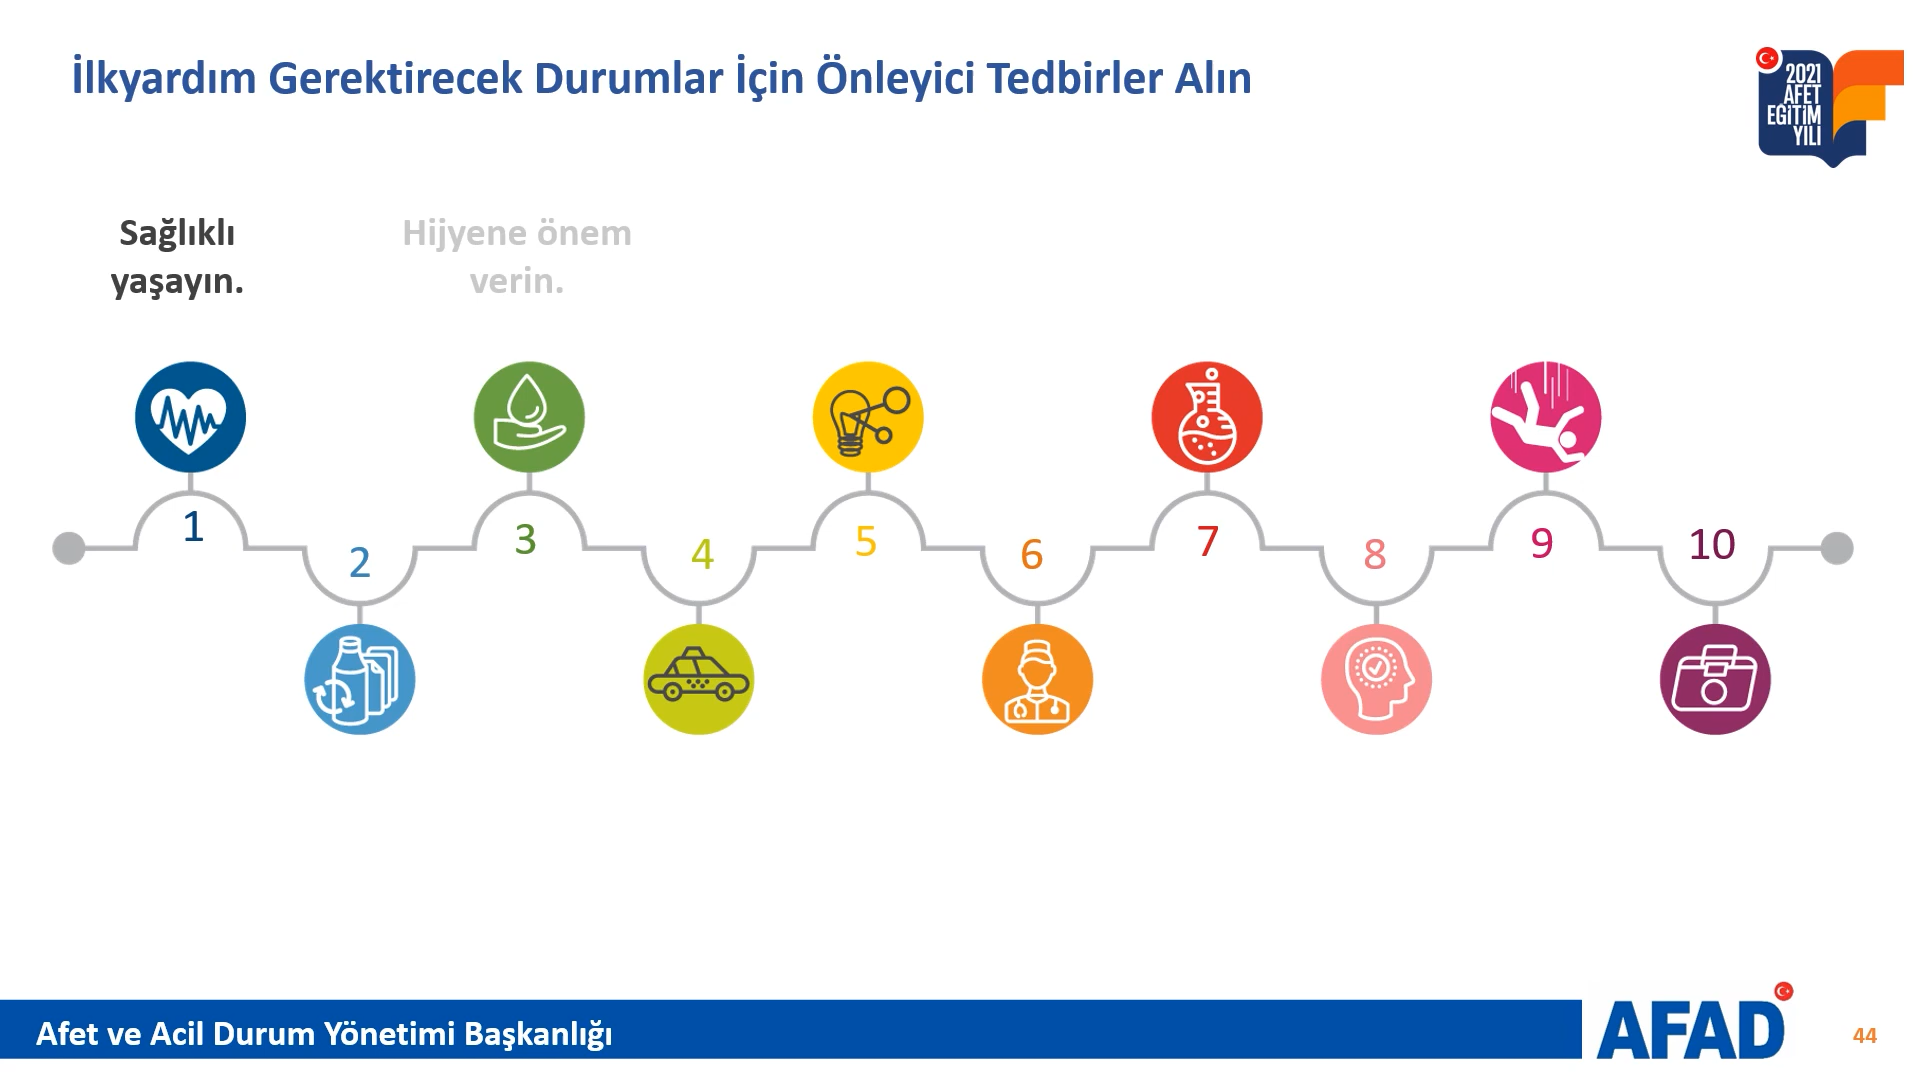 İlkyardım Gerektirecek Durumlar İçin Önleyici Tedbirler Alın
2021
AFET
EĞİTİM
YILI
Sağlıklı
yaşayın.
Hijyene önem
verin.
1
2
3
4
5
6
7
8
9
10
Afet ve Acil Durum Yönetimi Başkanlığı
AFAD
44